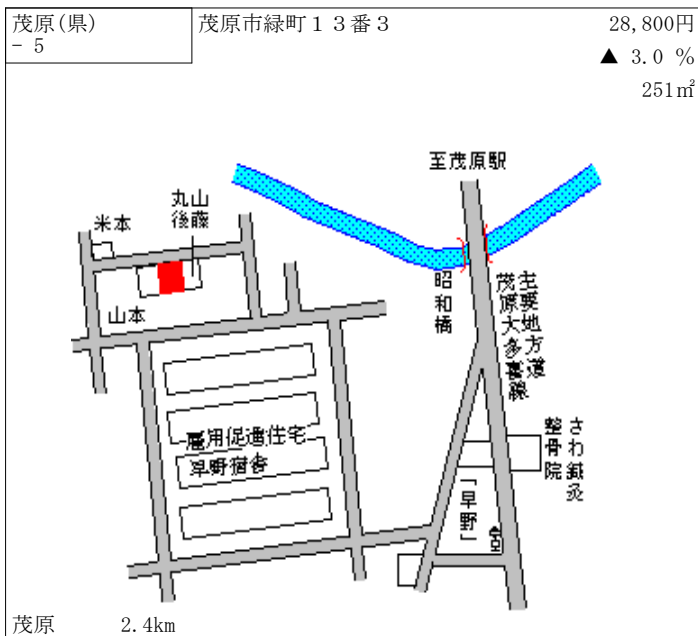 茂原(県)
- 5
茂原市緑町１３番３
28,800円
▲ 3.0 %
251㎡
至茂原駅
丸山
後藤
米本
山本
昭和橋
主要地方道
茂原大多喜線
雇用促進住宅
早野宿舎
さわ鍼灸
整骨院
「早野」
茂原 2.4km